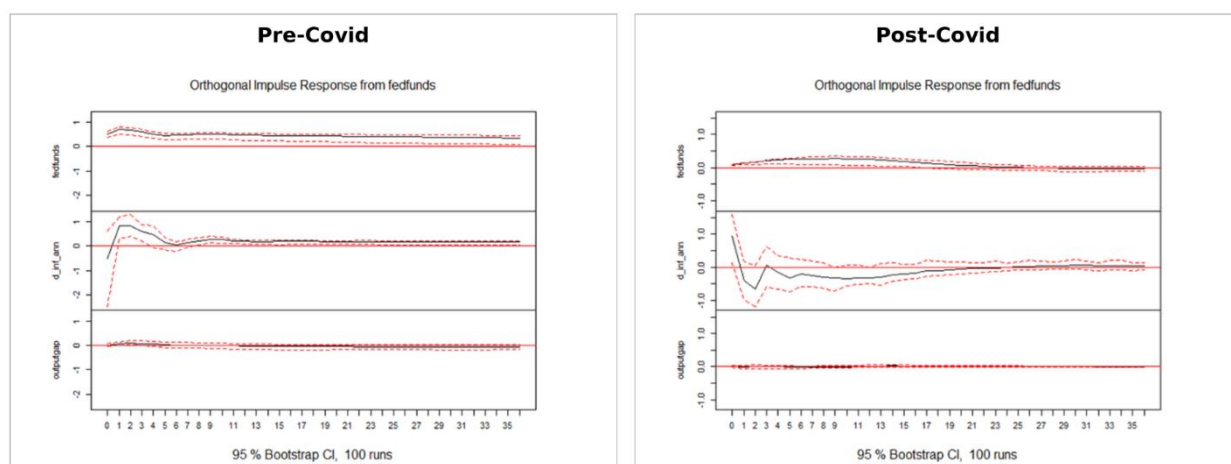 Pre-Covid
Orthogonal Impulse Response from fedfunds
fedfunds
1
0
-1
-2
d_inf_ann
1
0
-1
-2
outputgap
1
0
-1
-2
0 1 2 3 4 5 6 7 8 9 11 13 15 17 19 21 23 25 27 29 31 33 35
95 % Bootstrap CI, 100 runs
Post-Covid
Orthogonal Impulse Response from fedfunds
fedfunds
1.0
0.0
-1.0
d_inf_ann
1.0
0.0
-1.0
outputgap
1.0
0.0
-1.0
0 1 2 3 4 5 6 7 8 9 11 13 15 17 19 21 23 25 27 29 31 33 35
95 % Bootstrap CI, 100 runs